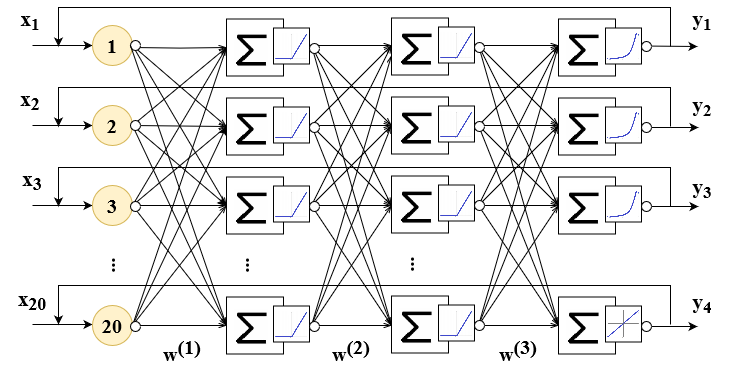 x1 1 Σ Σ Σ y1
x2 2 Σ Σ Σ y2
x3 3 Σ Σ Σ y3
⋮ ⋮ ⋮
x20 20 Σ Σ Σ y4
w(1) w(2) w(3)